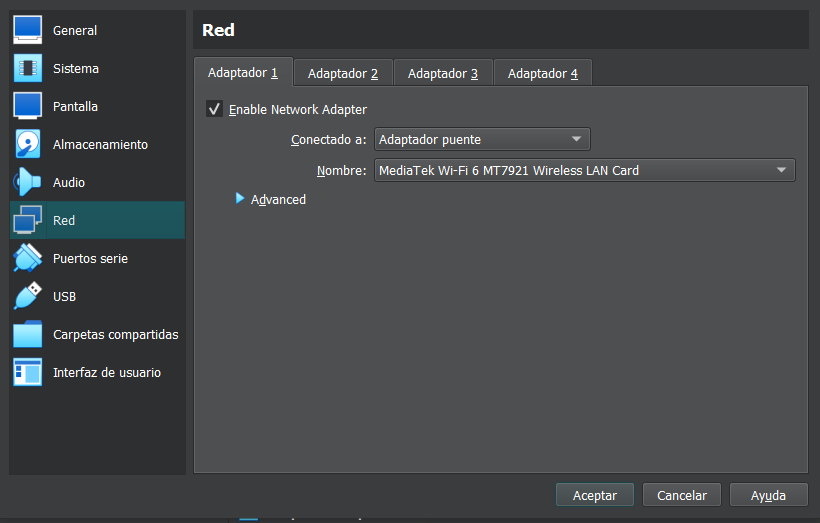 General
Sistema
Pantalla
Almacenamiento
Audio
Red
Puertos serie
USB
Carpetas compartidas
Interfaz de usuario
Red
Adaptador 1
Adaptador 2
Adaptador 3
Adaptador 4
Enable Network Adapter
Conectado a: Adaptador puente
Nombre: MediaTek Wi-Fi 6 MT7921 Wireless LAN Card
Advanced
Aceptar
Cancelar
Ayuda